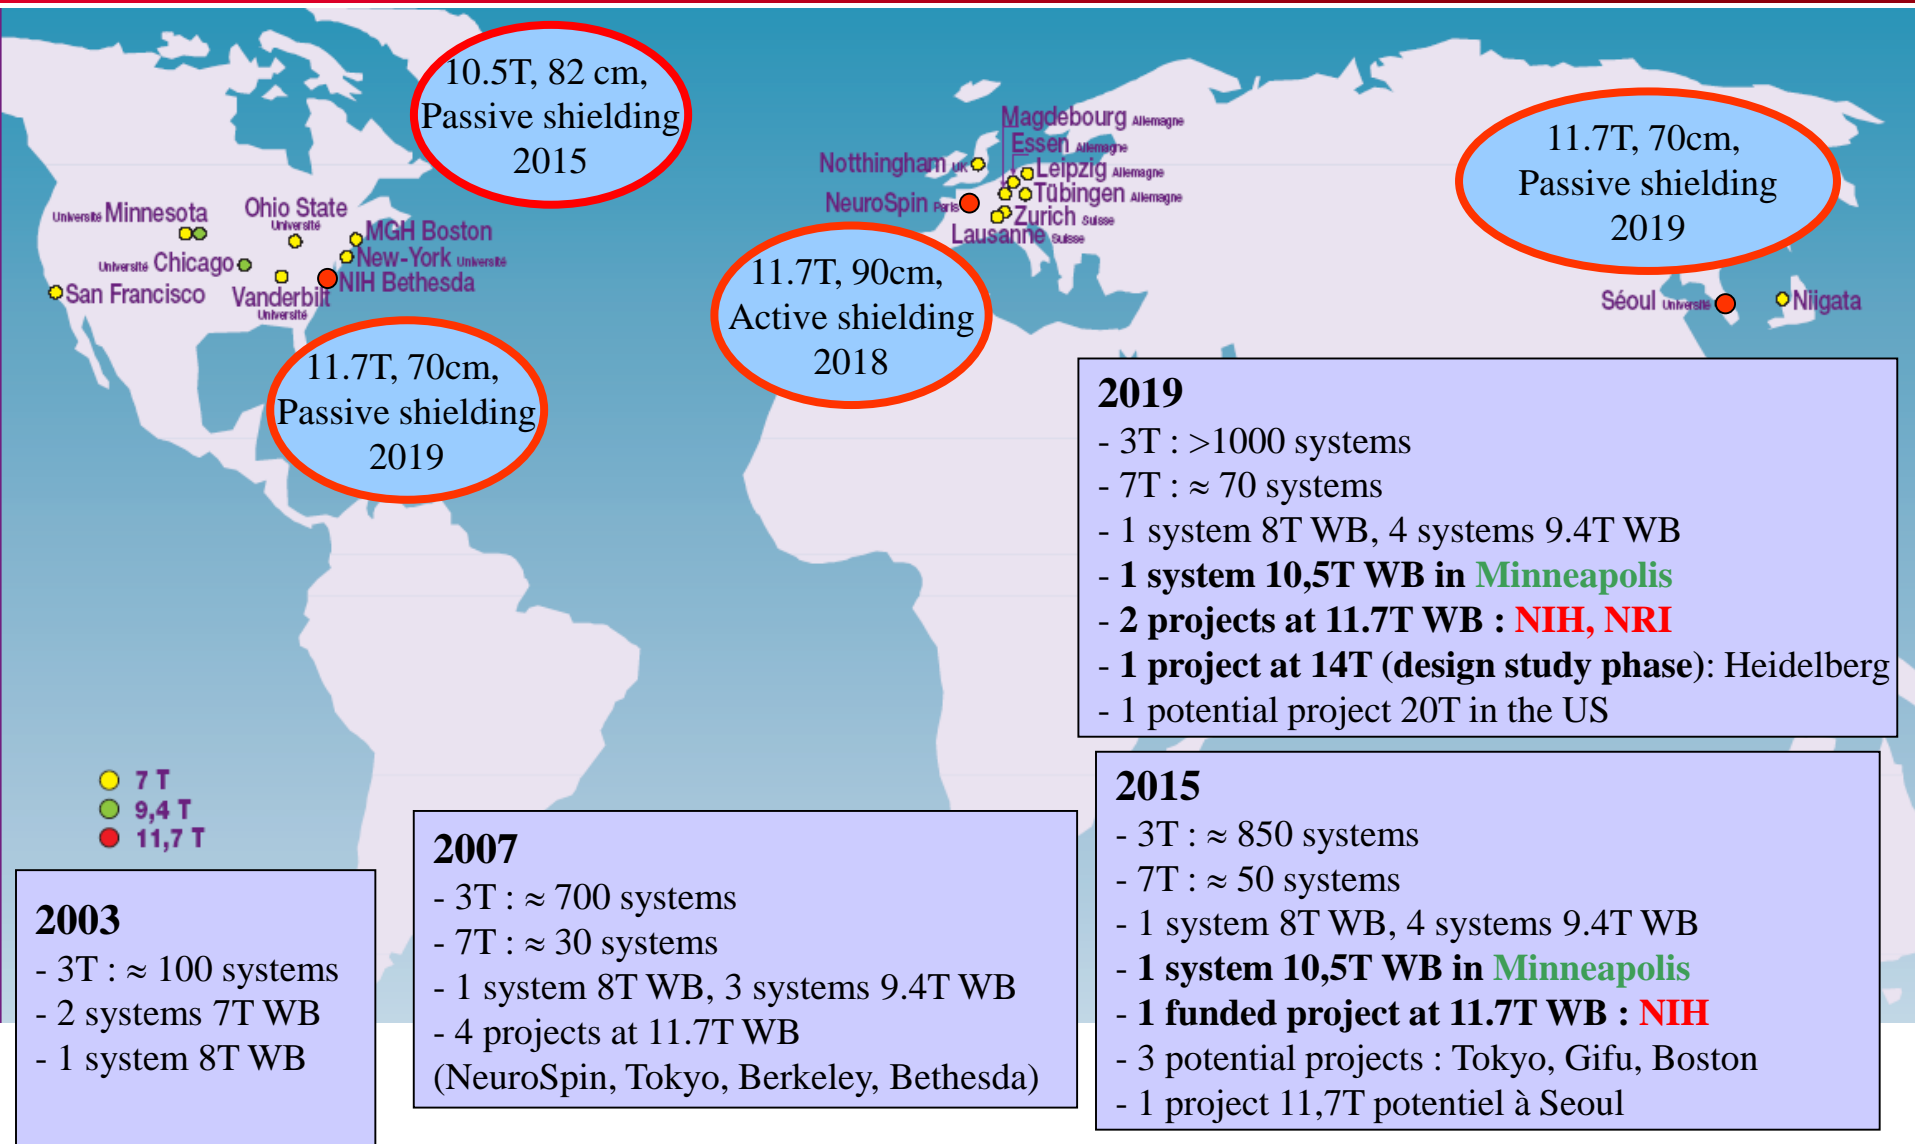 10.5T, 82 cm,
Passive shielding
2015
11.7T, 70cm,
Passive shielding
2019
11.7T, 90cm,
Active shielding
2018
11.7T, 70cm,
Passive shielding
2019
Université Minnesota
Ohio State
Université
MGH Boston
New-York Université
Université Chicago
NIH Bethesda
San Francisco
Vanderbilt
Université
Magdebourg Allemagne
Essen Allemagne
Notthingham UK
Leipzig Allemagne
Tübingen Allemagne
NeuroSpin Paris
Zurich Suisse
Lausanne Suisse
Séoul Université
Niigata
7 T
9,4 T
11,7 T
2003
- 3T : ≈ 100 systems
- 2 systems 7T WB
- 1 system 8T WB
2007
- 3T : ≈ 700 systems
- 7T : ≈ 30 systems
- 1 system 8T WB, 3 systems 9.4T WB
- 4 projects at 11.7T WB
(NeuroSpin, Tokyo, Berkeley, Bethesda)
2019
- 3T : >1000 systems
- 7T : ≈ 70 systems
- 1 system 8T WB, 4 systems 9.4T WB
- 1 system 10,5T WB in Minneapolis
- 2 projects at 11.7T WB : NIH, NRI
- 1 project at 14T (design study phase): Heidelberg
- 1 potential project 20T in the US
2015
- 3T : ≈ 850 systems
- 7T : ≈ 50 systems
- 1 system 8T WB, 4 systems 9.4T WB
- 1 system 10,5T WB in Minneapolis
- 1 funded project at 11.7T WB : NIH
- 3 potential projects : Tokyo, Gifu, Boston
- 1 project 11,7T potentiel à Seoul